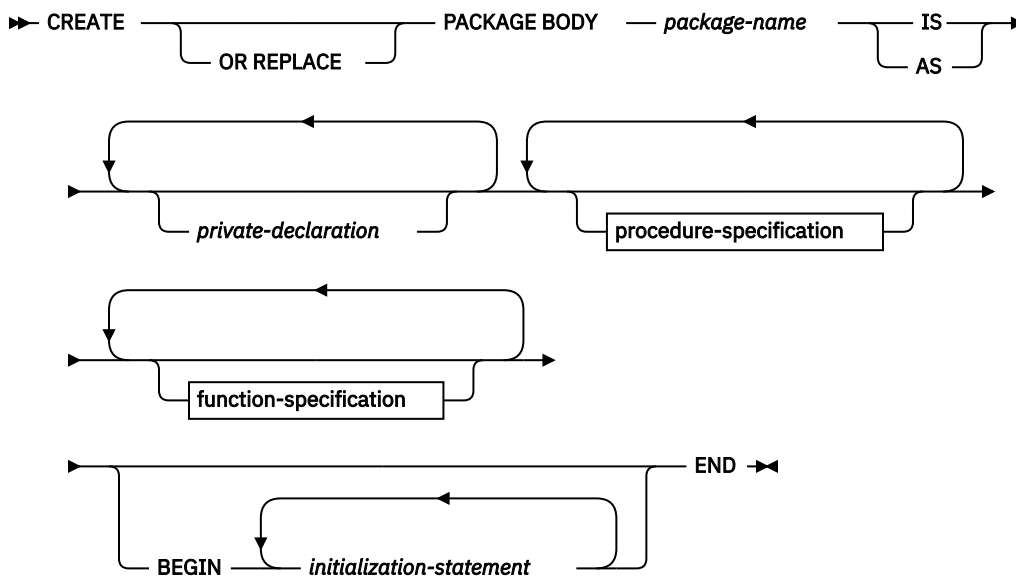 CREATE OR REPLACE PACKAGE BODY package-name IS
AS
private-declaration procedure-specification
function-specification
END
BEGIN initialization-statement